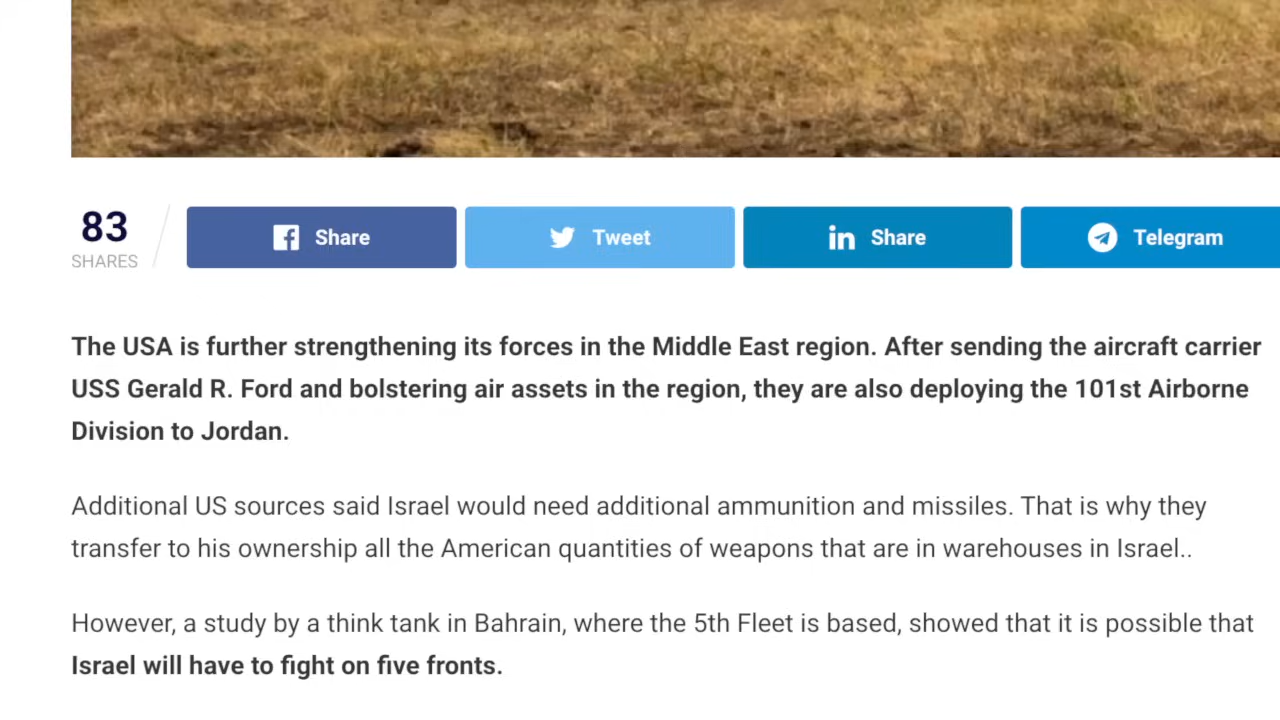 83
SHARES
Share
Tweet
Share
Telegram
The USA is further strengthening its forces in the Middle East region. After sending the aircraft carrier
USS Gerald R. Ford and bolstering air assets in the region, they are also deploying the 101st Airborne
Division to Jordan.
Additional US sources said Israel would need additional ammunition and missiles. That is why they
transfer to his ownership all the American quantities of weapons that are in warehouses in Israel..
However, a study by a think tank in Bahrain, where the 5th Fleet is based, showed that it is possible that
Israel will have to fight on five fronts.